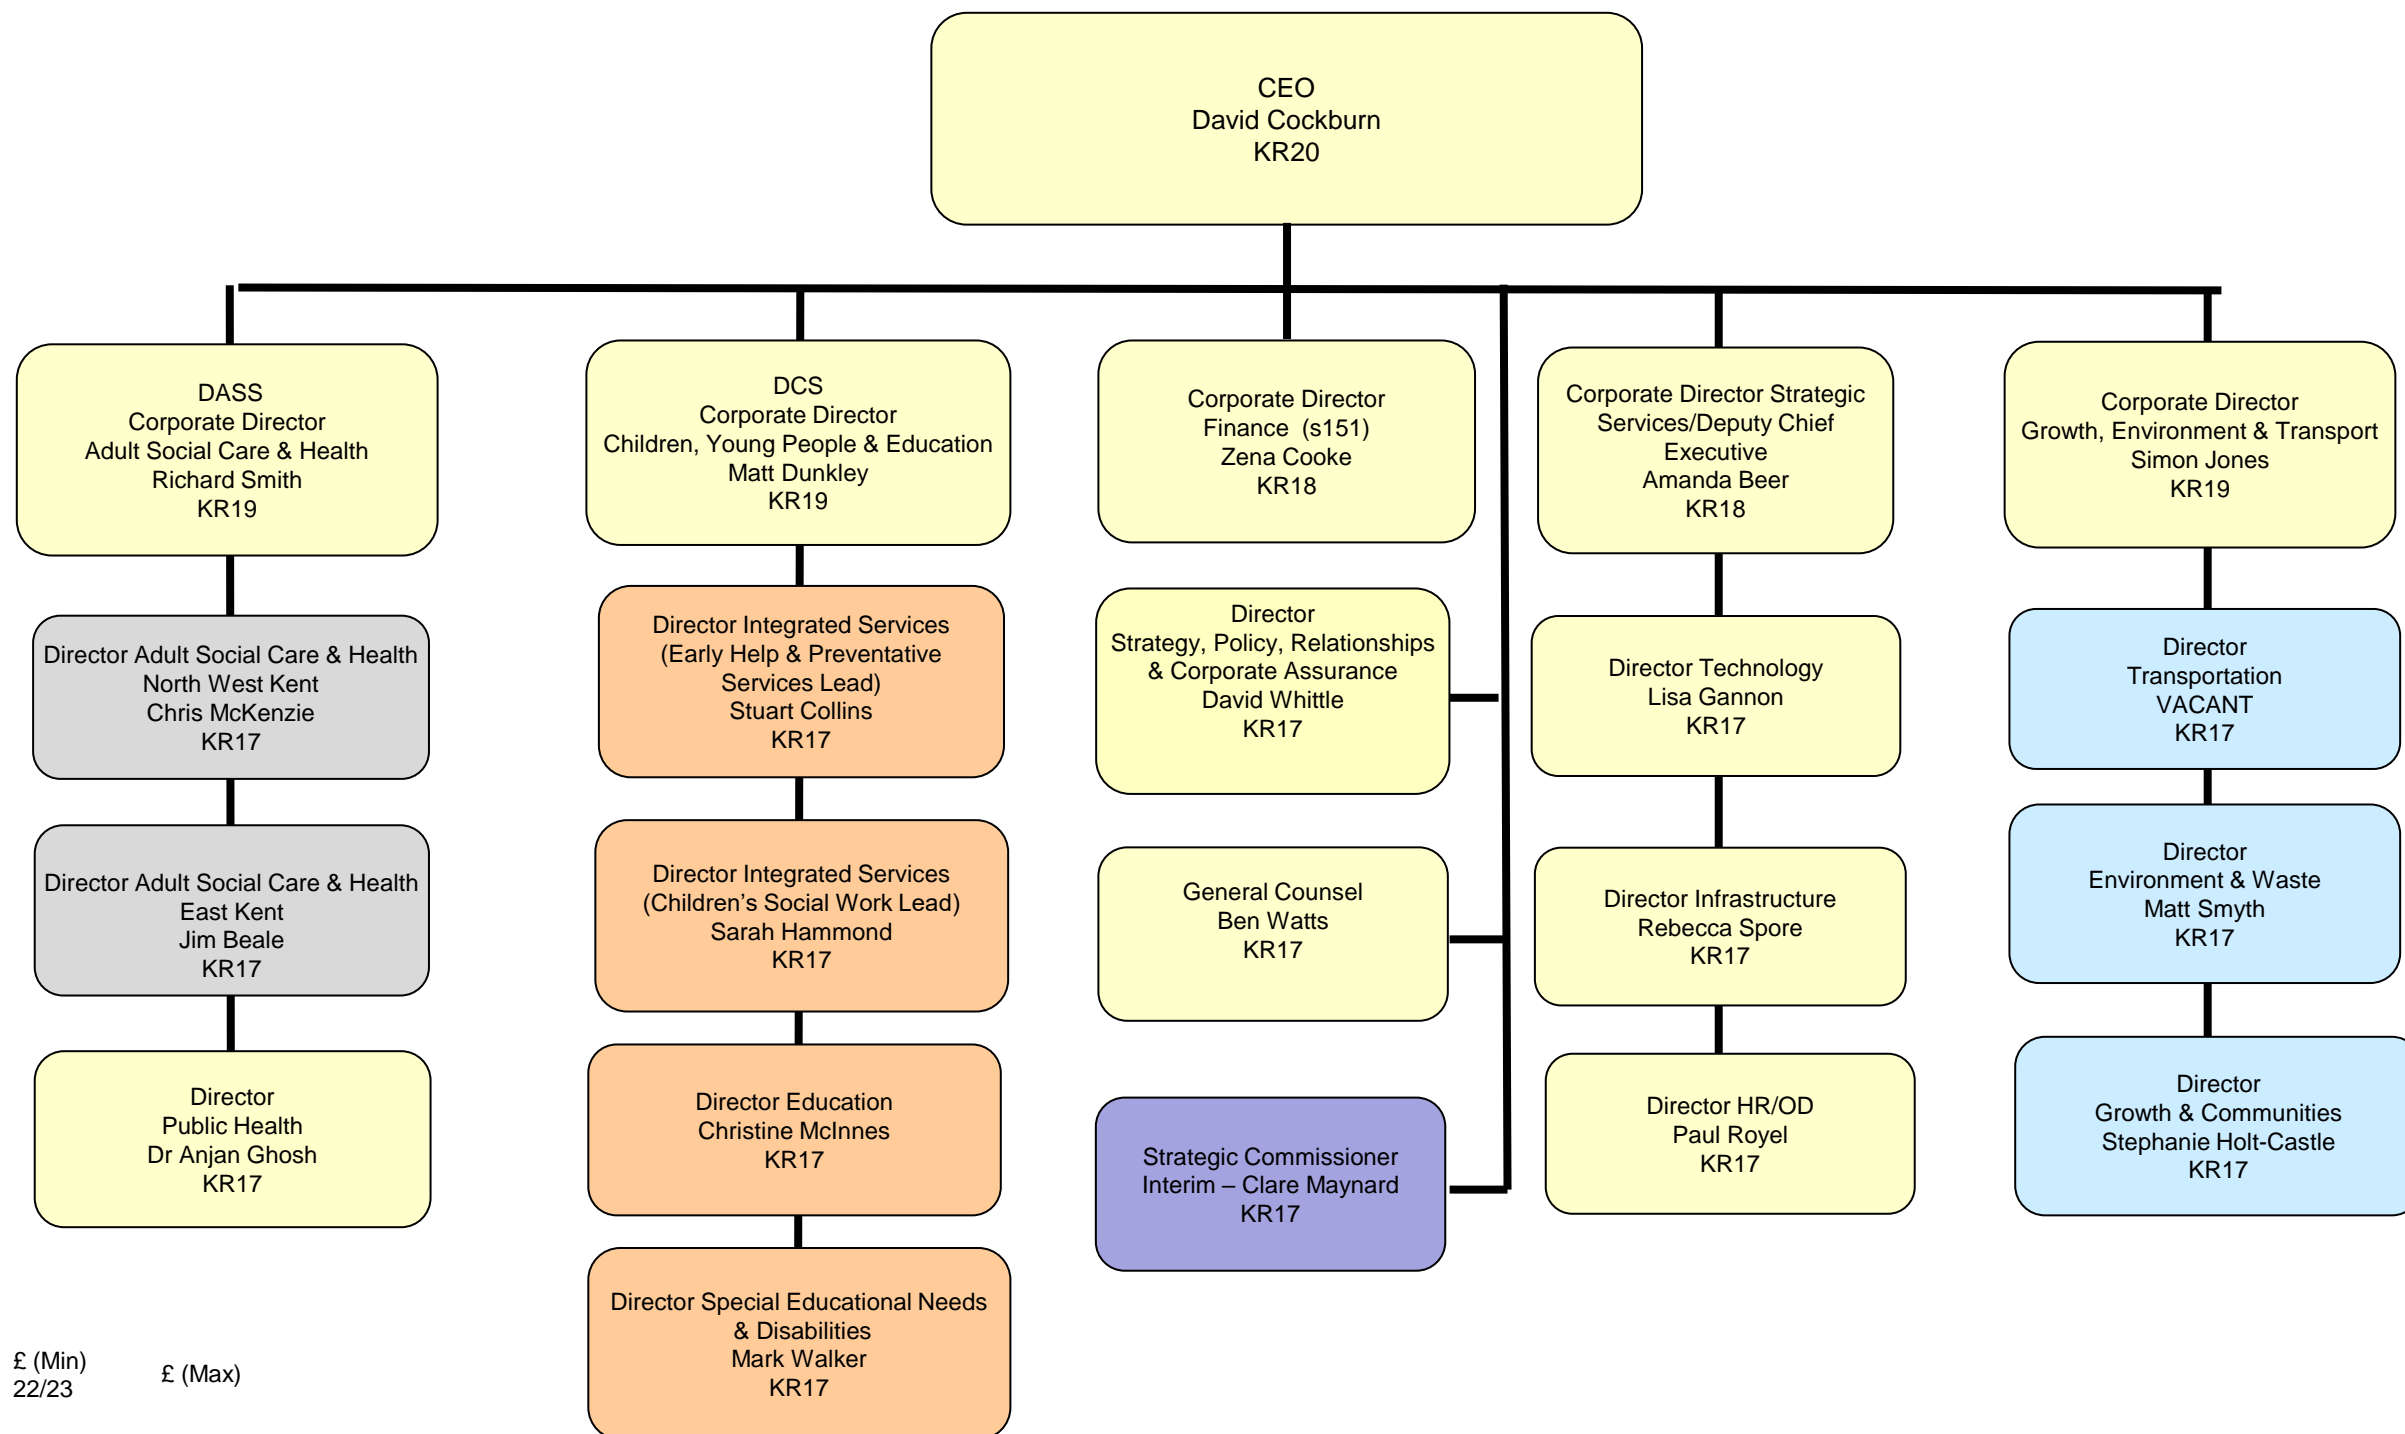 CEO
David Cockburn
KR20
DASS
Corporate Director
Adult Social Care & Health
Richard Smith
KR19
DCS
Corporate Director
Children, Young People & Education
Matt Dunkley
KR19
Corporate Director
Finance  (s151)
Zena Cooke
KR18
Corporate Director Strategic
Services/Deputy Chief
Executive
Amanda Beer
KR18
Corporate Director
Growth, Environment & Transport
Simon Jones
KR19
Director Adult Social Care & Health
North West Kent
Chris McKenzie
KR17
Director Integrated Services
(Early Help & Preventative
Services Lead)
Stuart Collins
KR17
Director
Strategy, Policy, Relationships
& Corporate Assurance
David Whittle
KR17
Director Technology
Lisa Gannon
KR17
Director
Transportation
VACANT
KR17
Director Adult Social Care & Health
East Kent
Jim Beale
KR17
Director Integrated Services
(Children’s Social Work Lead)
Sarah Hammond
KR17
General Counsel
Ben Watts
KR17
Director Infrastructure
Rebecca Spore
KR17
Director
Environment & Waste
Matt Smyth
KR17
Director
Public Health
Dr Anjan Ghosh
KR17
Director Education
Christine McInnes
KR17
Strategic Commissioner
Interim – Clare Maynard
KR17
Director HR/OD
Paul Royel
KR17
Director
Growth & Communities
Stephanie Holt-Castle
KR17
Director Special Educational Needs
& Disabilities
Mark Walker
KR17
£ (Min)
22/23
£ (Max)